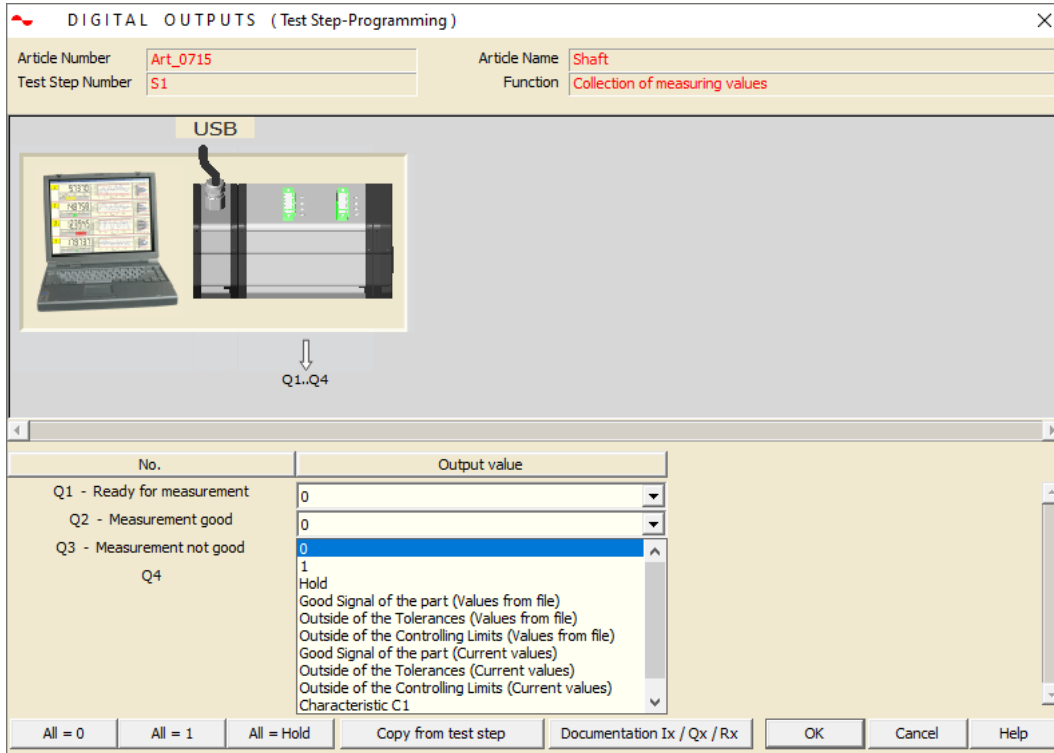 DIGITAL OUTPUTS (Test Step-Programming)
Article Number Art_0715 Article Name Shaft
Test Step Number S1 Function Collection of measuring values
USB
Q1..Q4
No. Output value
Q1 - Ready for measurement 0
Q2 - Measurement good 0
Q3 - Measurement not good 0
Q4 1
Hold
Good Signal of the part (Values from file)
Outside of the Tolerances (Values from file)
Outside of the Controlling Limits (Values from file)
Good Signal of the part (Current values)
Outside of the Tolerances (Current values)
Outside of the Controlling Limits (Current values)
Characteristic C1
All = 0 All = 1 All = Hold Copy from test step Documentation Ix / Qx / Rx OK Cancel Help